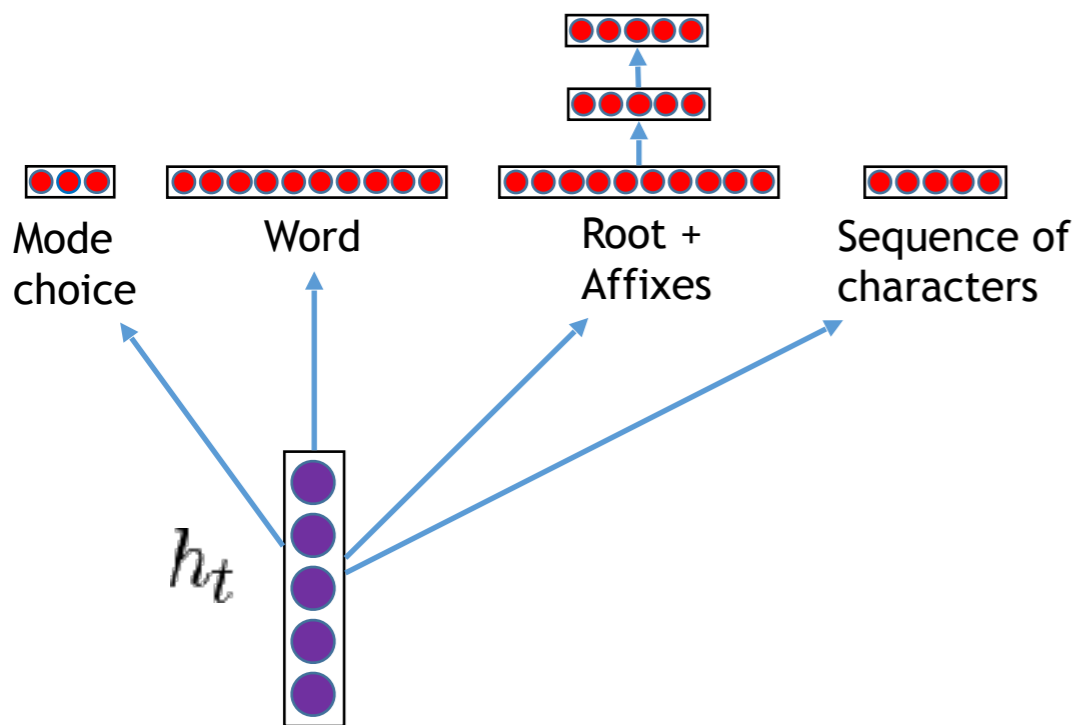 Mode
choice
Word
Root +
Affixes
Sequence of
characters
h_t